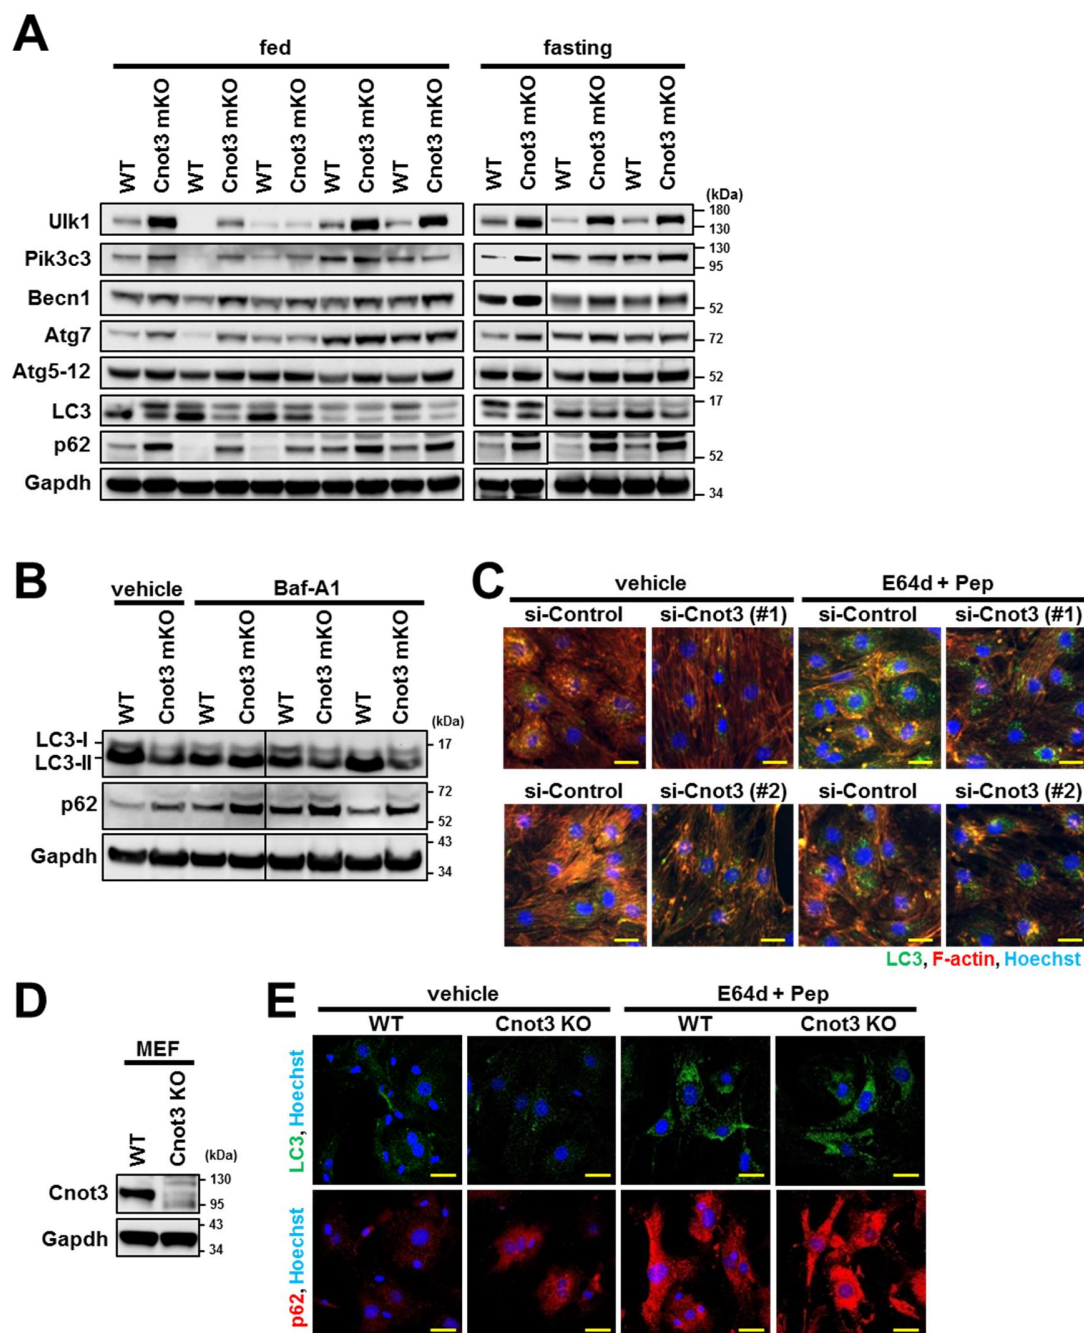 A
fed
fasting
WT
Cnot3 mKO
WT
Cnot3 mKO
WT
Cnot3 mKO
WT
Cnot3 mKO
WT
Cnot3 mKO
WT
Cnot3 mKO
WT
Cnot3 mKO
WT
Cnot3 mKO
(kDa)
Ulk1
180
130
Pik3c3
130
95
Becn1
52
Atg7
72
Atg5-12
52
LC3
17
p62
52
Gapdh
34
B
vehicle
Baf-A1
WT
Cnot3 mKO
WT
Cnot3 mKO
WT
Cnot3 mKO
WT
Cnot3 mKO
(kDa)
LC3-I
LC3-II
17
p62
72
52
Gapdh
43
34
C
vehicle
E64d + Pep
si-Control
si-Cnot3 (#1)
si-Control
si-Cnot3 (#1)
si-Control
si-Cnot3 (#2)
si-Control
si-Cnot3 (#2)
LC3, F-actin, Hoechst
D
MEF
WT
Cnot3 KO
(kDa)
Cnot3
130
95
Gapdh
43
34
E
vehicle
E64d + Pep
WT
Cnot3 KO
WT
Cnot3 KO
LC3, Hoechst
p62, Hoechst